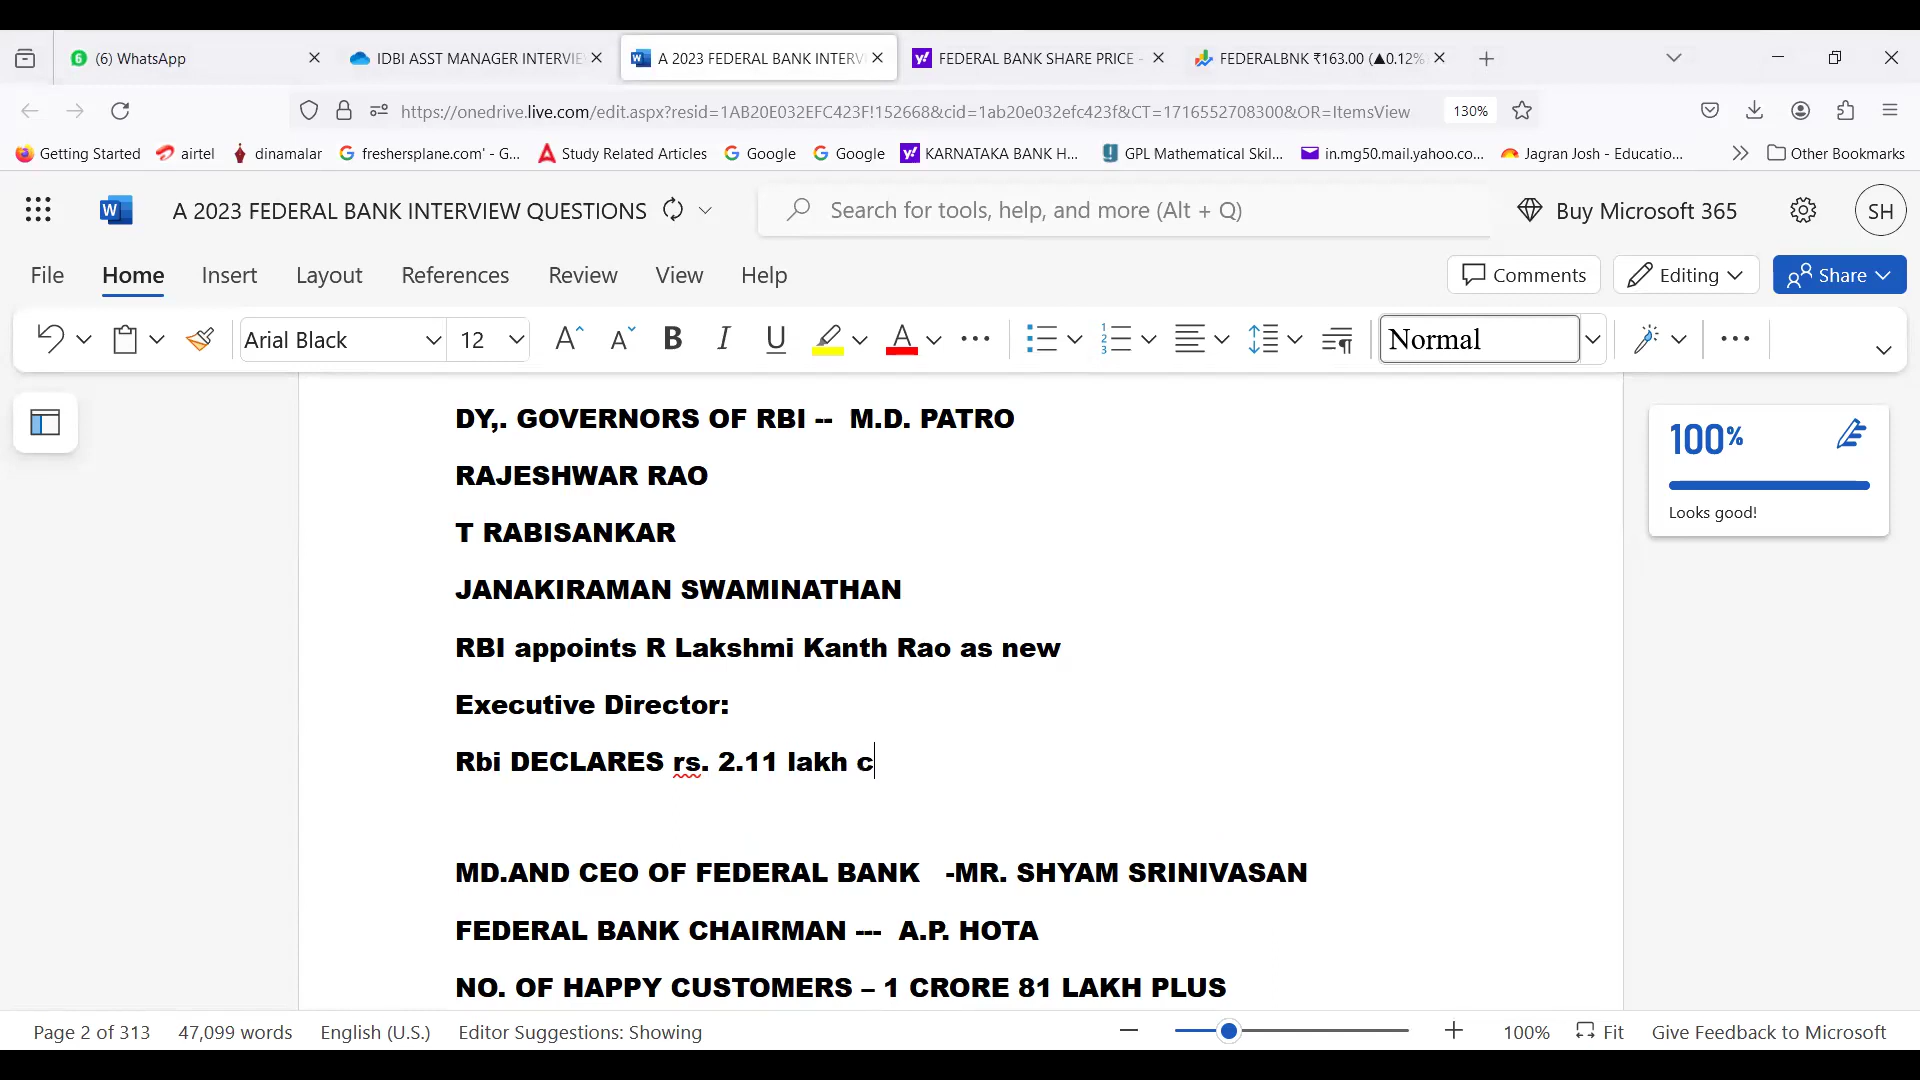 (6) WhatsApp
IDBI ASST MANAGER INTERVIE
A 2023 FEDERAL BANK INTERV
FEDERAL BANK SHARE PRICE -
FEDERALBNK ₹163.00 (▲0.12%
https://onedrive.live.com/edit.aspx?resid=1AB20E032EFC423F!152668&cid=1ab20e032efc423f&CT=1716552708300&OR=ItemsView
130%
Getting Started
airtel
dinamalar
freshersplane.com' - G...
Study Related Articles
Google
Google
KARNATAKA BANK H...
GPL Mathematical Skil...
in.mg50.mail.yahoo.co...
Jagran Josh - Educatio...
Other Bookmarks
A 2023 FEDERAL BANK INTERVIEW QUESTIONS
Search for tools, help, and more (Alt + Q)
Buy Microsoft 365
SH
File Home Insert Layout References Review View Help
Comments
Editing
Share
Arial Black
12
Normal
DY,. GOVERNORS OF RBI -- M.D. PATRO
RAJESHWAR RAO
T RABISANKAR
JANAKIRAMAN SWAMINATHAN
RBI appoints R Lakshmi Kanth Rao as new
Executive Director:
Rbi DECLARES rs. 2.11 lakh c
MD.AND CEO OF FEDERAL BANK -MR. SHYAM SRINIVASAN
FEDERAL BANK CHAIRMAN --- A.P. HOTA
NO. OF HAPPY CUSTOMERS – 1 CRORE 81 LAKH PLUS
100%
Looks good!
Page 2 of 313
47,099 words
English (U.S.)
Editor Suggestions: Showing
100%
Fit
Give Feedback to Microsoft